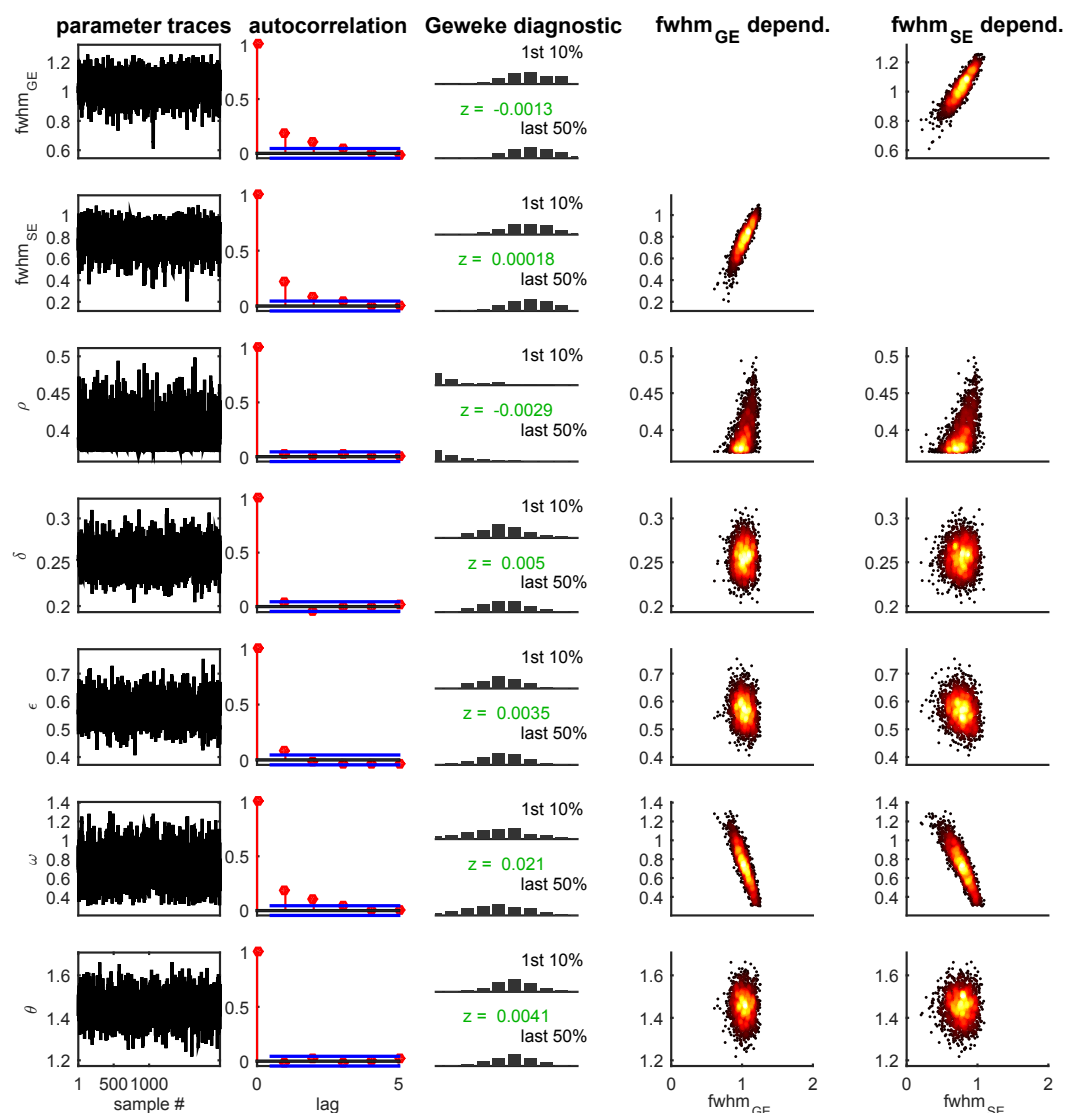 parameter traces autocorrelation Geweke diagnostic fwhm_GE depend. fwhm_SE depend.
fwhm_GE
1.2
1
0.8
0.6
1
0.5
0
1st 10%
z = -0.0013
last 50%
1.2
1
0.8
0.6
fwhm_SE
1
0.8
0.6
0.4
0.2
1
0.5
0
1st 10%
z = 0.00018
last 50%
1
0.8
0.6
0.4
0.2
0 1 2
ρ
0.5
0.45
0.4
1
0.5
0
1st 10%
z = -0.0029
last 50%
0.5
0.45
0.4
0.5
0.45
0.4
δ
0.3
0.25
0.2
1
0.5
0
1st 10%
z = 0.005
last 50%
0.3
0.25
0.2
0.3
0.25
0.2
ϵ
0.7
0.6
0.5
0.4
1
0.5
0
1st 10%
z = 0.0035
last 50%
0.7
0.6
0.5
0.4
0.7
0.6
0.5
0.4
ω
1.4
1.2
1
0.8
0.6
0.4
1
0.5
0
1st 10%
z = 0.021
last 50%
1.4
1.2
1
0.8
0.6
0.4
1.4
1.2
1
0.8
0.6
0.4
θ
1.6
1.4
1.2
1
0.5
0
1st 10%
z = 0.0041
last 50%
1.6
1.4
1.2
1.6
1.4
1.2
1 500 1000
sample #
0 5
lag
0 1 2
fwhm_GE
0 1 2
fwhm_SE